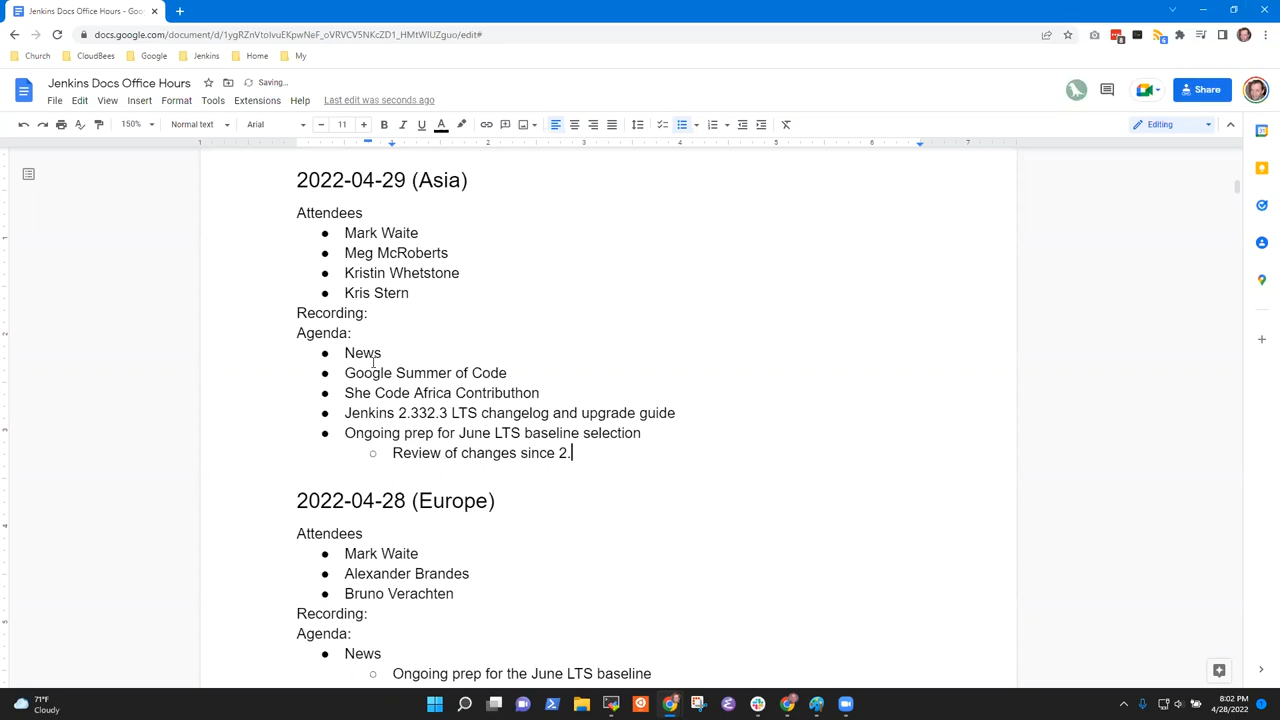 Jenkins Docs Office Hours - Goo
docs.google.com/document/d/1ygRZnVtoIvuEKpwNeF_oVRVCV5NKcZD1_HMtWIUZguo/edit#
Church CloudBees Google Jenkins Home My
Jenkins Docs Office Hours Saving...
File Edit View Insert Format Tools Extensions Help Last edit was seconds ago
Share
150% Normal text Arial 11 Editing
2022-04-29 (Asia)
Attendees
Mark Waite
Meg McRoberts
Kristin Whetstone
Kris Stern
Recording:
Agenda:
News
Google Summer of Code
She Code Africa Contributhon
Jenkins 2.332.3 LTS changelog and upgrade guide
Ongoing prep for June LTS baseline selection
Review of changes since 2.
2022-04-28 (Europe)
Attendees
Mark Waite
Alexander Brandes
Bruno Verachten
Recording:
Agenda:
News
Ongoing prep for the June LTS baseline
71°F
Cloudy
8:02 PM
4/28/2022